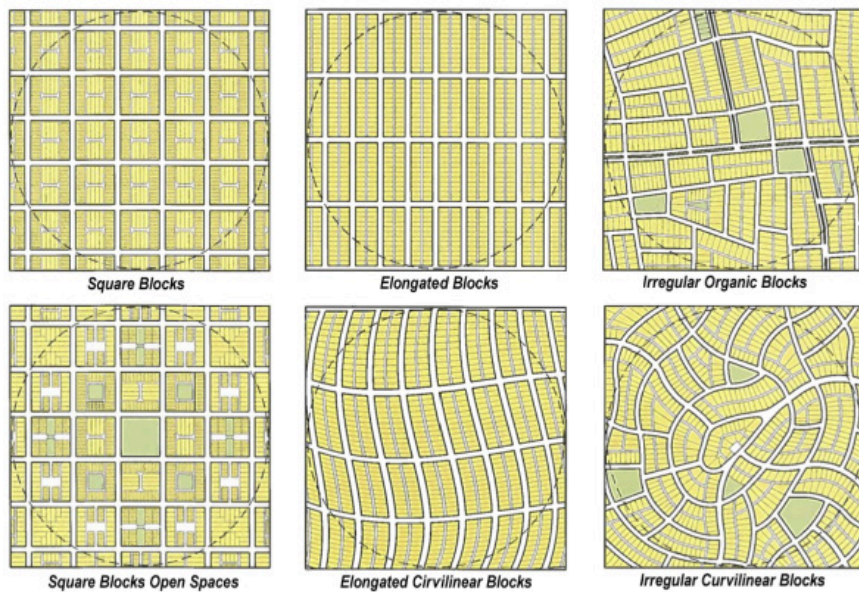 Square Blocks
Elongated Blocks
Irregular Organic Blocks
Square Blocks Open Spaces
Elongated Cirvilinear Blocks
Irregular Curvilinear Blocks